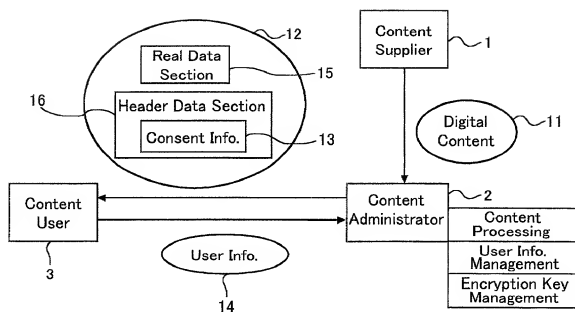 12
Content
Supplier
1
Real Data
Section
15
16
Header Data Section
Consent Info.
13
Digital
Content
11
Content
User
3
Content
Administrator
2
Content
Processing
User Info.
Management
Encryption Key
Management
User Info.
14